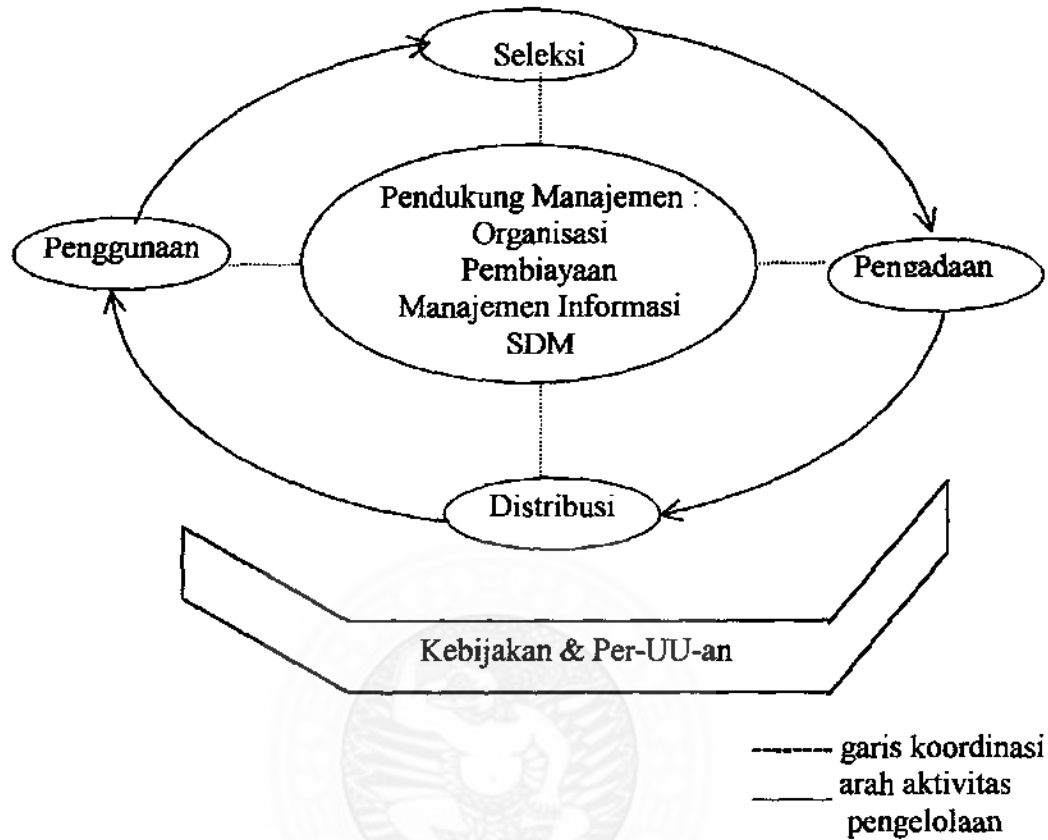 Seleksi
Pendukung Manajemen :
Organisasi
Pembiayaan
Manajemen Informasi
SDM
Penggunaan
Pengadaan
Distribusi
Kebijakan & Per-UU-an
garis koordinasi
arah aktivitas
pengelolaan